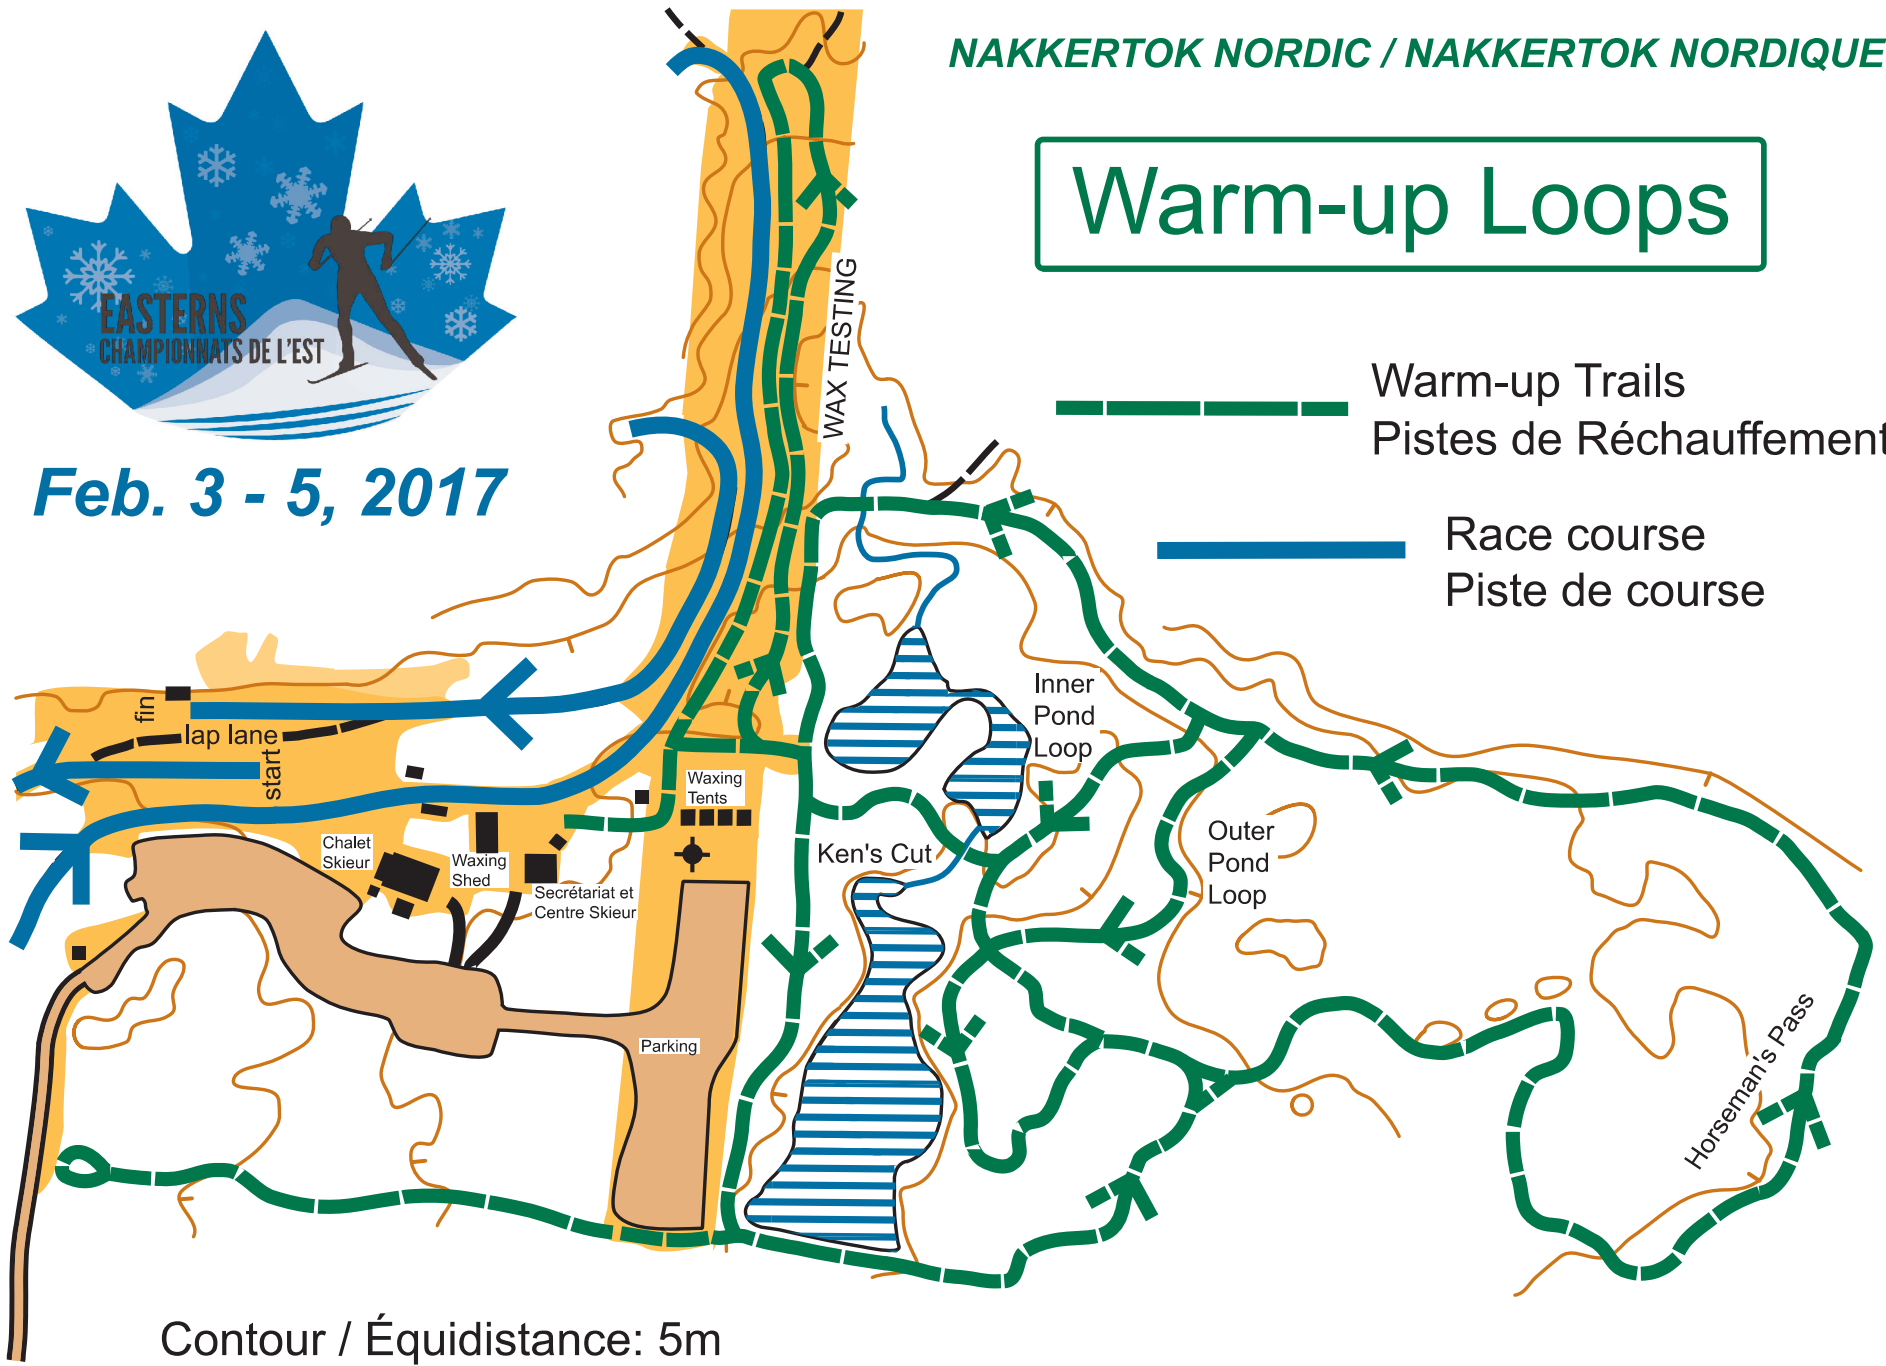 NAKKERTOK NORDIC / NAKKERTOK NORDIQUE
Warm-up Loops
EASTERNS
CHAMPIONNATS DE L'EST
Feb. 3 - 5, 2017
WAX TESTING
Warm-up Trails
Pistes de Réchauffement
Race course
Piste de course
fin
lap lane
start
Inner
Pond
Loop
Waxing
Tents
Chalet
Skieur
Waxing
Shed
Secrétariat et
Centre Skieur
Ken's Cut
Outer
Pond
Loop
Parking
Horseman's Pass
Contour / Équidistance: 5m